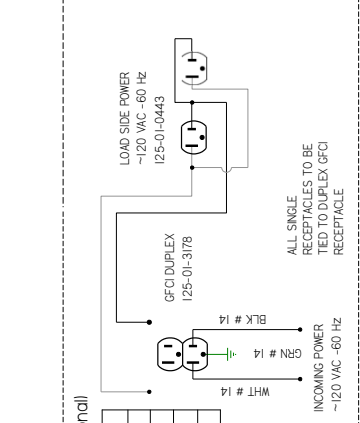 LOAD SIDE POWER
~120 VAC -60 Hz
125-01-0443
GFCI DUPLEX
125-01-3178
ALL SINGLE
RECEPTACLES TO BE
TIED TO DUPLEX GFCI
RECEPTACLE
BLK # 14
GRN # 14
WHT # 14
INCOMING POWER
~120 VAC -60 Hz
onal)